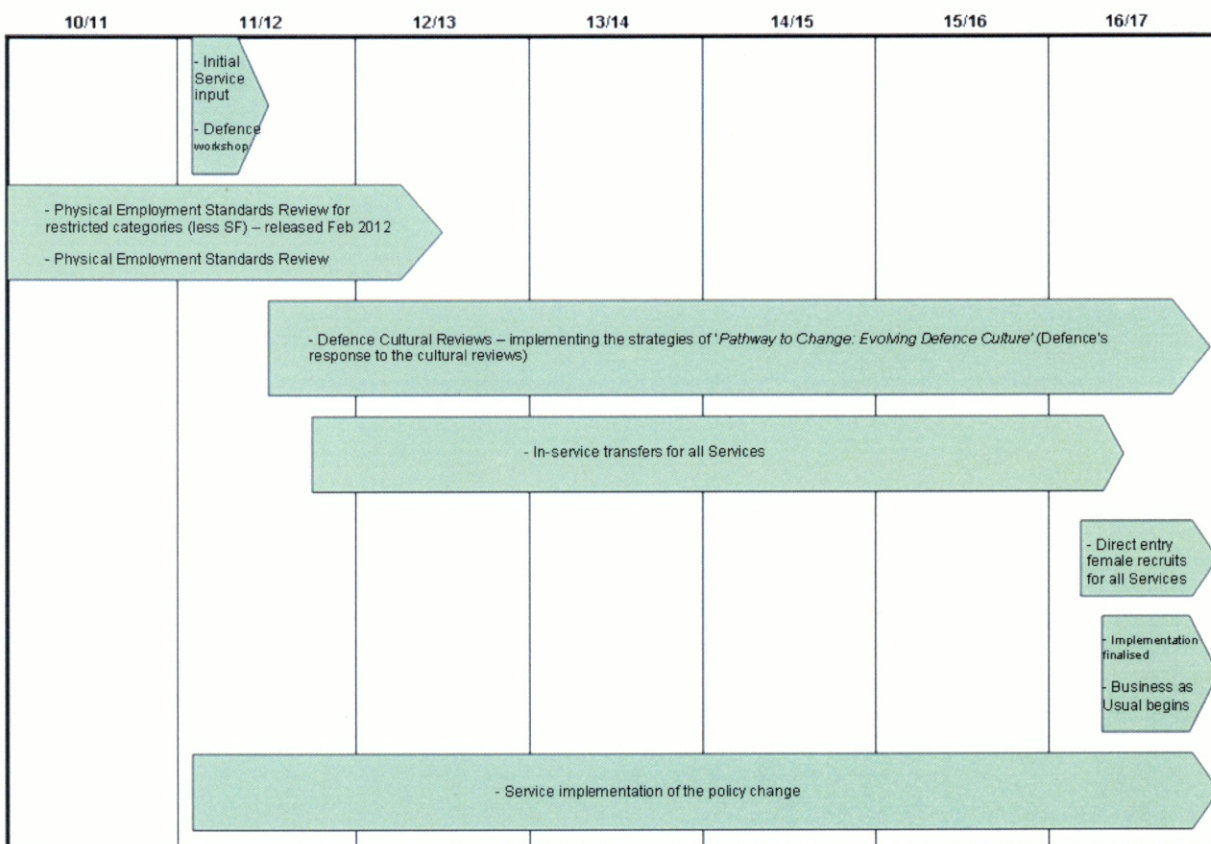 10/11 11/12 12/13 13/14 14/15 15/16 16/17
- Initial
Service
input
- Defence
workshop
- Physical Employment Standards Review for
restricted categories (less SF) – released Feb 2012
- Physical Employment Standards Review
- Defence Cultural Reviews – implementing the strategies of 'Pathway to Change: Evolving Defence Culture' (Defence's
response to the cultural reviews)
- In-service transfers for all Services
- Direct entry
female recruits
for all Services
- Implementation
finalised
- Business as
Usual begins
- Service implementation of the policy change